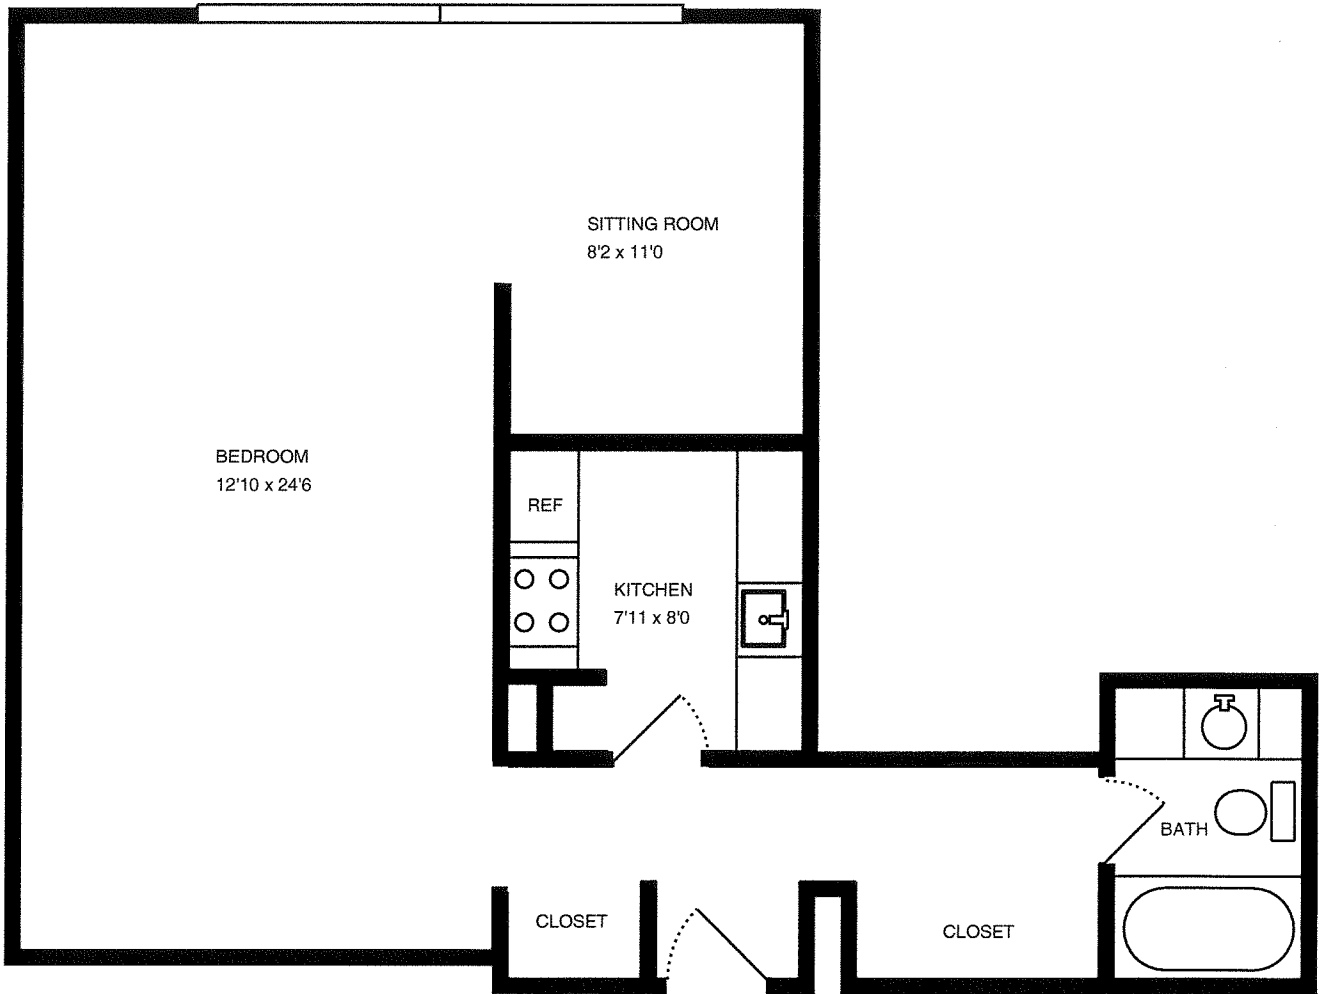 SITTING ROOM
8'2 x 11'0
BEDROOM
12'10 x 24'6
REF
KITCHEN
7'11 x 8'0
BATH
CLOSET
CLOSET